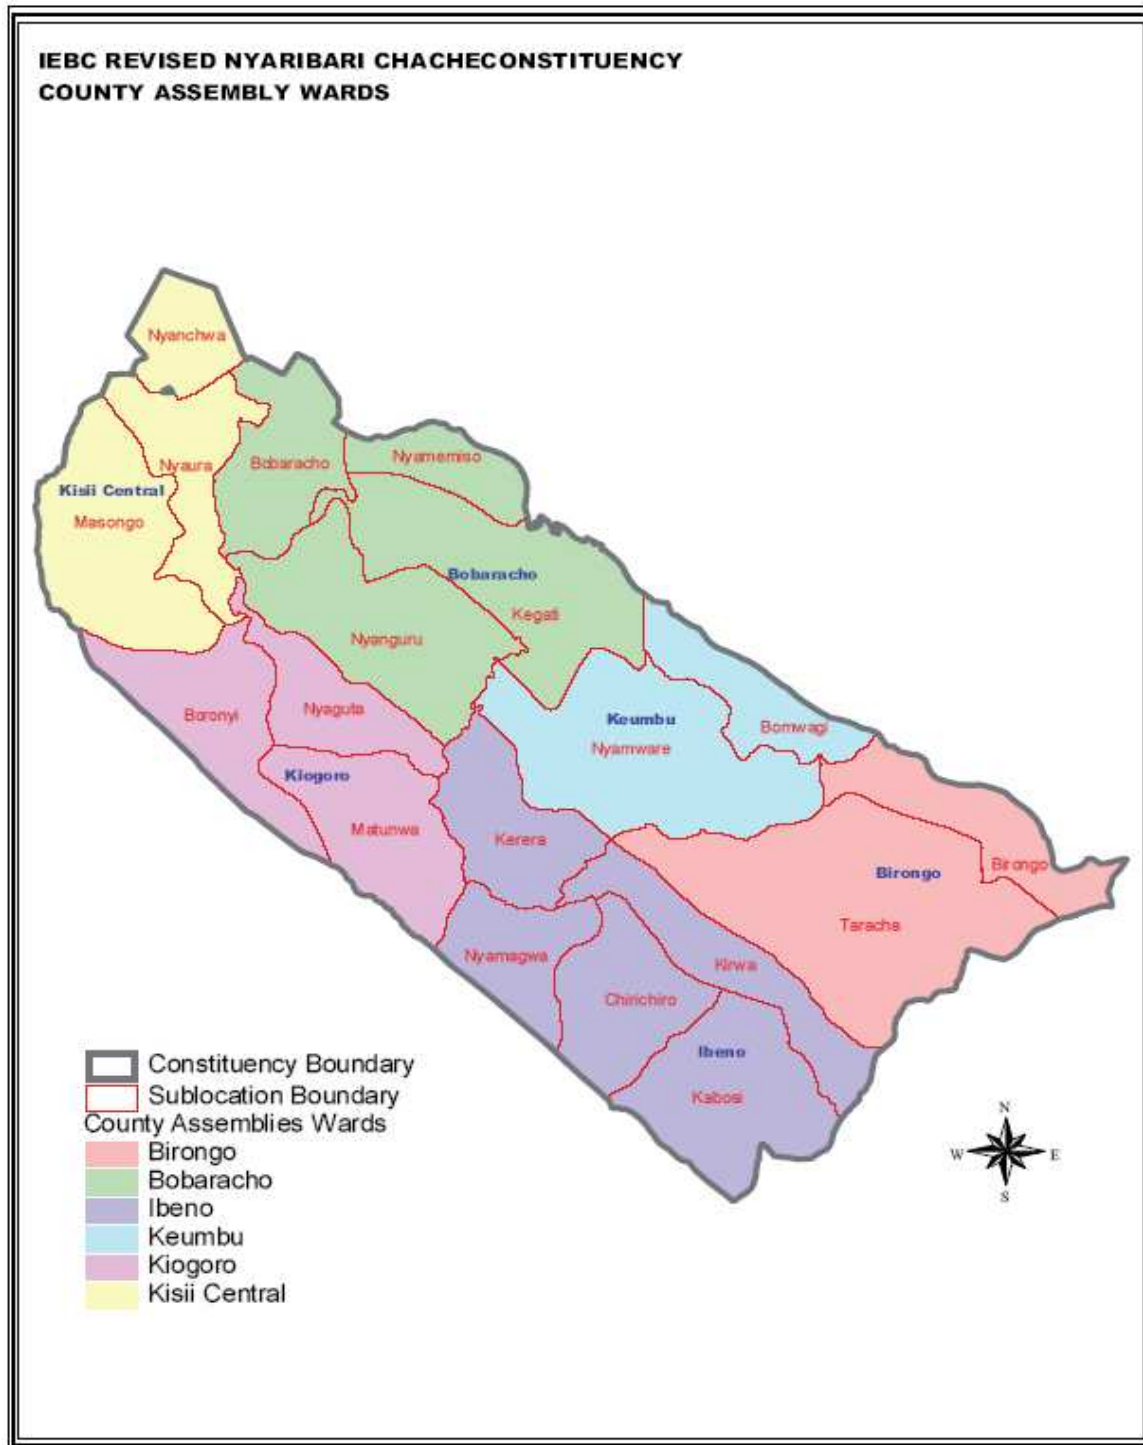 IEBC REVISED NYARIBARI CHACHECONSTITUENCY
COUNTY ASSEMBLY WARDS
Nyanchwa
Nyaura
Bobaracho
Nyamemiso
Kisii Central
Masongo
Bobaracho
Kegati
Nyanguru
Boronyi
Nyaguta
Keumbu
Nyamware
Bomwagi
Kiogoro
Matunwa
Kerera
Birongo
Birongo
Taracha
Nyamagwa
Kirwa
Chirichiro
Ibeno
Kabosi
Constituency Boundary
Sublocation Boundary
County Assemblies Wards
Birongo
Bobaracho
Ibeno
Keumbu
Kiogoro
Kisii Central
N
W
E
S